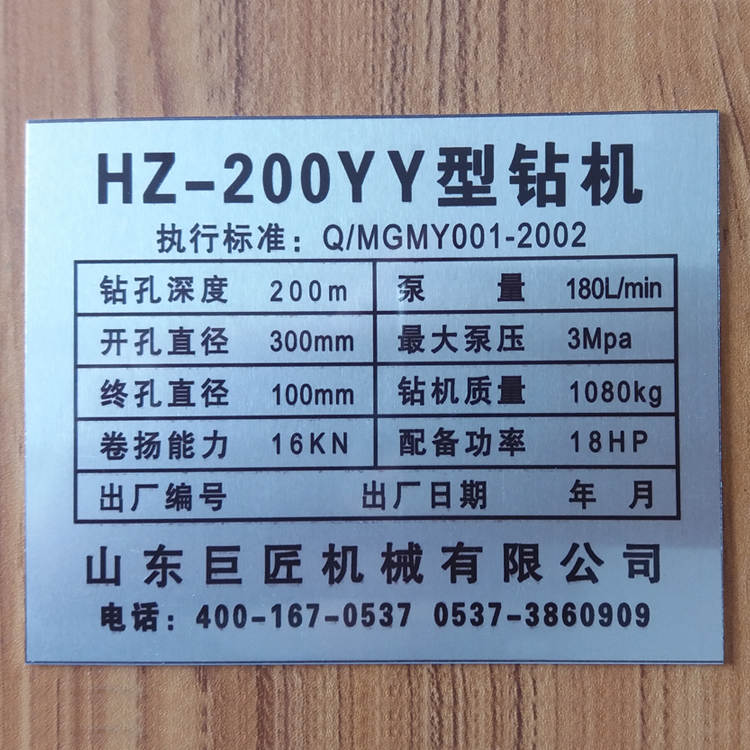 HZ-200YY型钻机
执行标准：Q/MGMY001-2002
钻孔深度 200m 泵 量 180L/min
开孔直径 300mm 最大泵压 3Mpa
终孔直径 100mm 钻机质量 1080kg
卷扬能力 16KN 配备功率 18HP
出厂编号 出厂日期 年 月
山东巨匠机械有限公司
电话：400-167-0537 0537-3860909